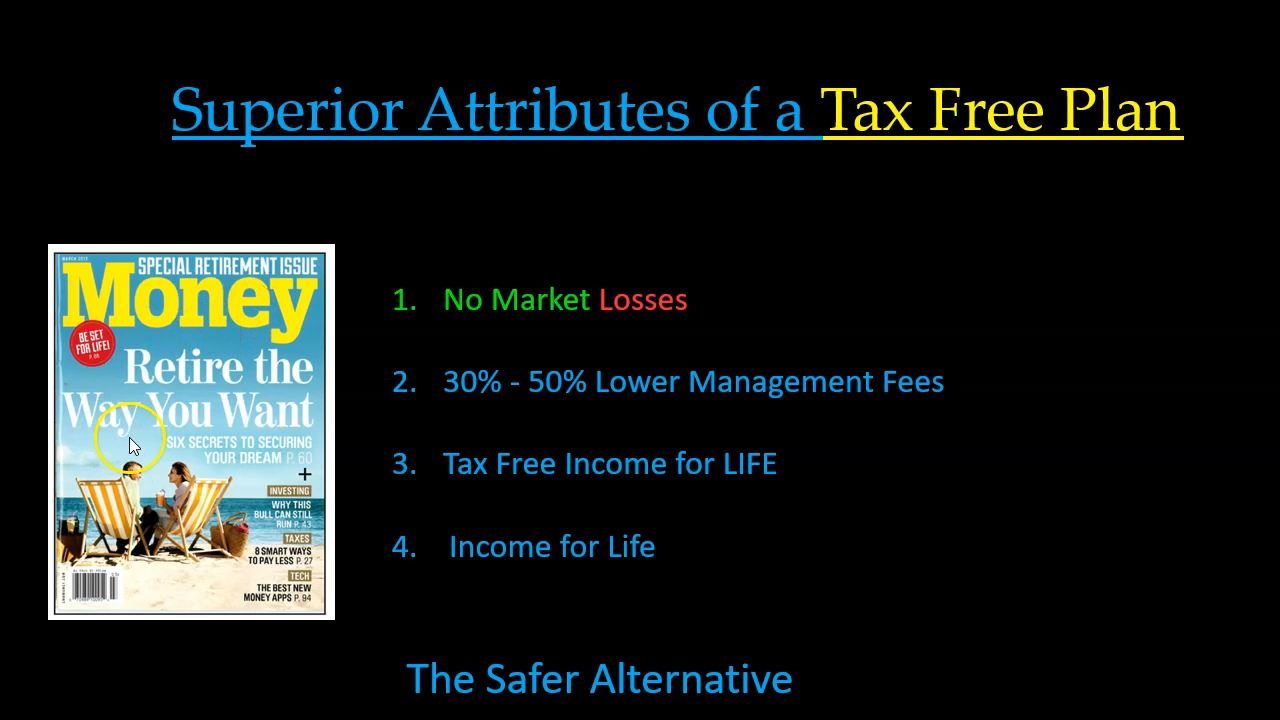 Superior Attributes of a Tax Free Plan
MARCH 2015
SPECIAL RETIREMENT ISSUE
Money
BE SET
FOR LIFE!
P. 86
Retire the
Way You Want
SIX SECRETS TO SECURING
YOUR DREAM P. 60
+
INVESTING
WHY THIS
BULL CAN STILL
RUN P. 43
TAXES
8 SMART WAYS
TO PAY LESS P. 27
TECH
THE BEST NEW
MONEY APPS P. 94
1. No Market Losses
2. 30% - 50% Lower Management Fees
3. Tax Free Income for LIFE
4. Income for Life
The Safer Alternative